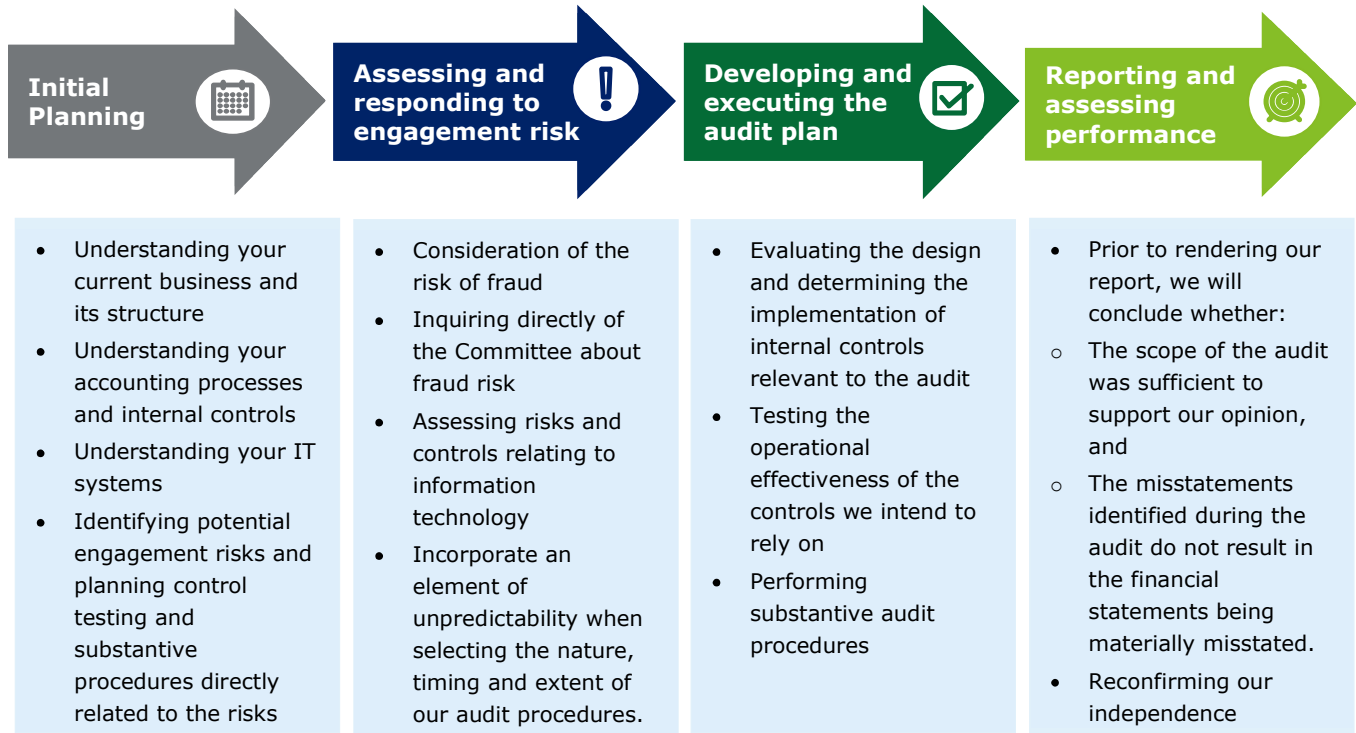 Initial
Planning
Assessing and
responding to
engagement risk
Developing and
executing the
audit plan
Reporting and
assessing
performance
• Understanding your
current business and
its structure
• Understanding your
accounting processes
and internal controls
• Understanding your IT
systems
• Identifying potential
engagement risks and
planning control
testing and
substantive
procedures directly
related to the risks
• Consideration of the
risk of fraud
• Inquiring directly of
the Committee about
fraud risk
• Assessing risks and
controls relating to
information
technology
• Incorporate an
element of
unpredictability when
selecting the nature,
timing and extent of
our audit procedures.
• Evaluating the design
and determining the
implementation of
internal controls
relevant to the audit
• Testing the
operational
effectiveness of the
controls we intend to
rely on
• Performing
substantive audit
procedures
• Prior to rendering our
report, we will
conclude whether:
o The scope of the audit
was sufficient to
support our opinion,
and
o The misstatements
identified during the
audit do not result in
the financial
statements being
materially misstated.
• Reconfirming our
independence